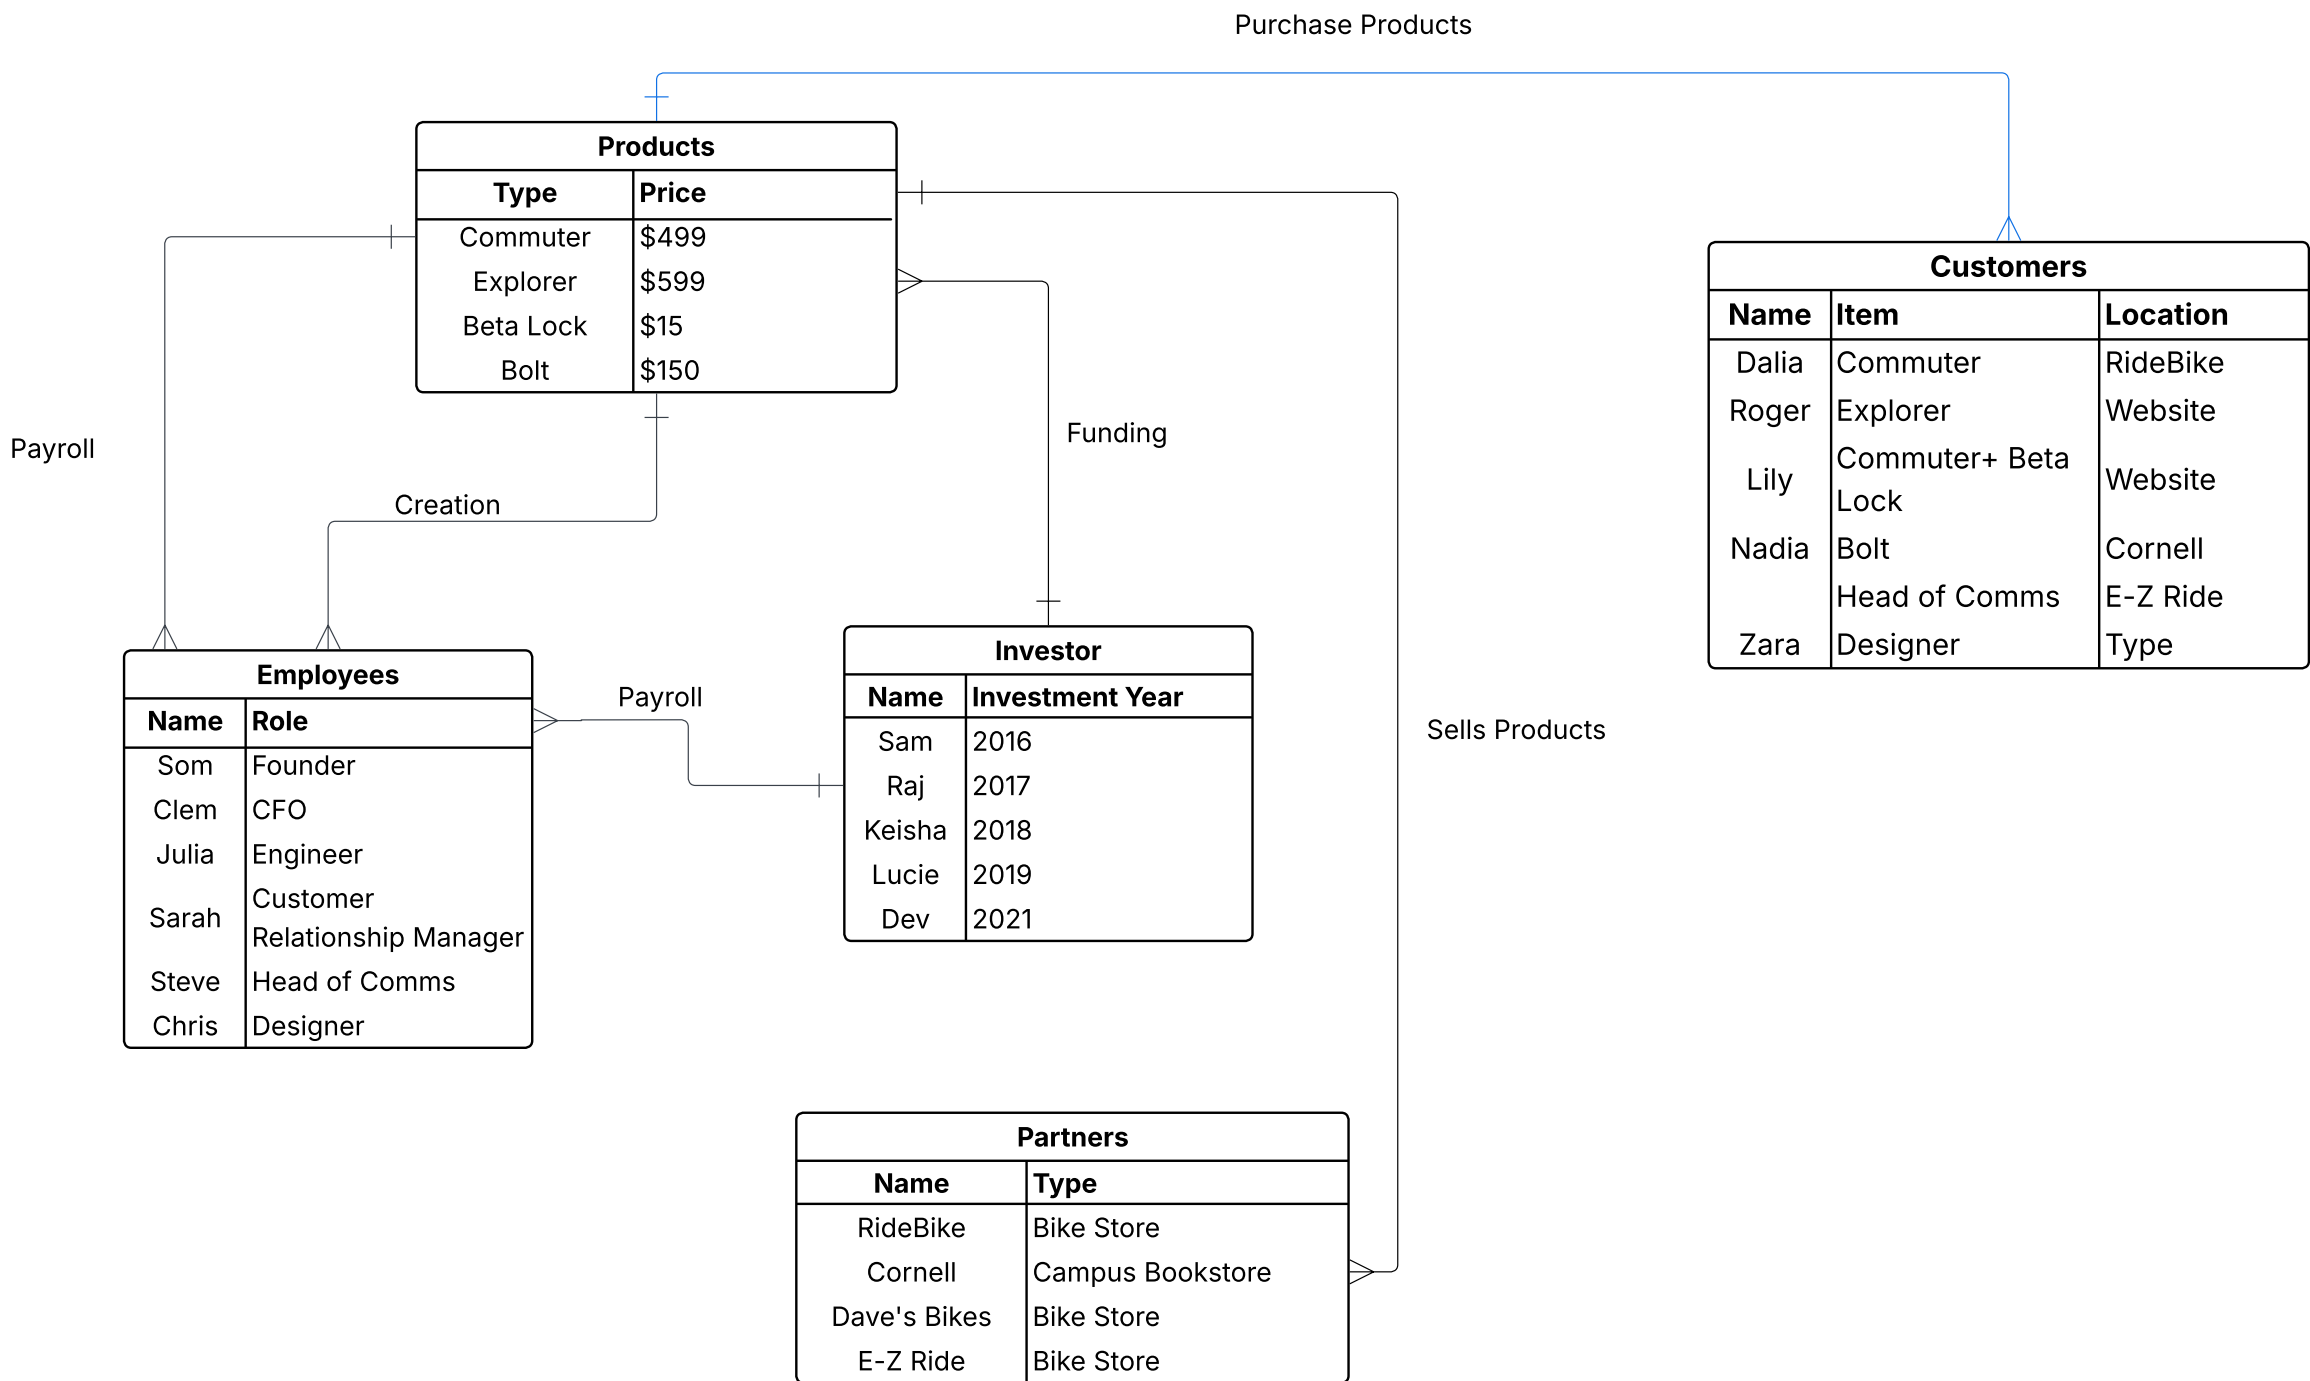 Purchase Products
Products
Type Price
Commuter $499
Explorer $599
Beta Lock $15
Bolt $150
Payroll
Creation
Funding
Customers
Name Item Location
Dalia Commuter RideBike
Roger Explorer Website
Commuter+ Beta
Lily Website
Lock
Nadia Bolt Cornell
Head of Comms E-Z Ride
Zara Designer Type
Employees
Name Role
Som Founder
Clem CFO
Julia Engineer
Customer
Sarah
Relationship Manager
Steve Head of Comms
Chris Designer
Payroll
Investor
Name Investment Year
Sam 2016
Raj 2017
Keisha 2018
Lucie 2019
Dev 2021
Sells Products
Partners
Name Type
RideBike Bike Store
Cornell Campus Bookstore
Dave's Bikes Bike Store
E-Z Ride Bike Store